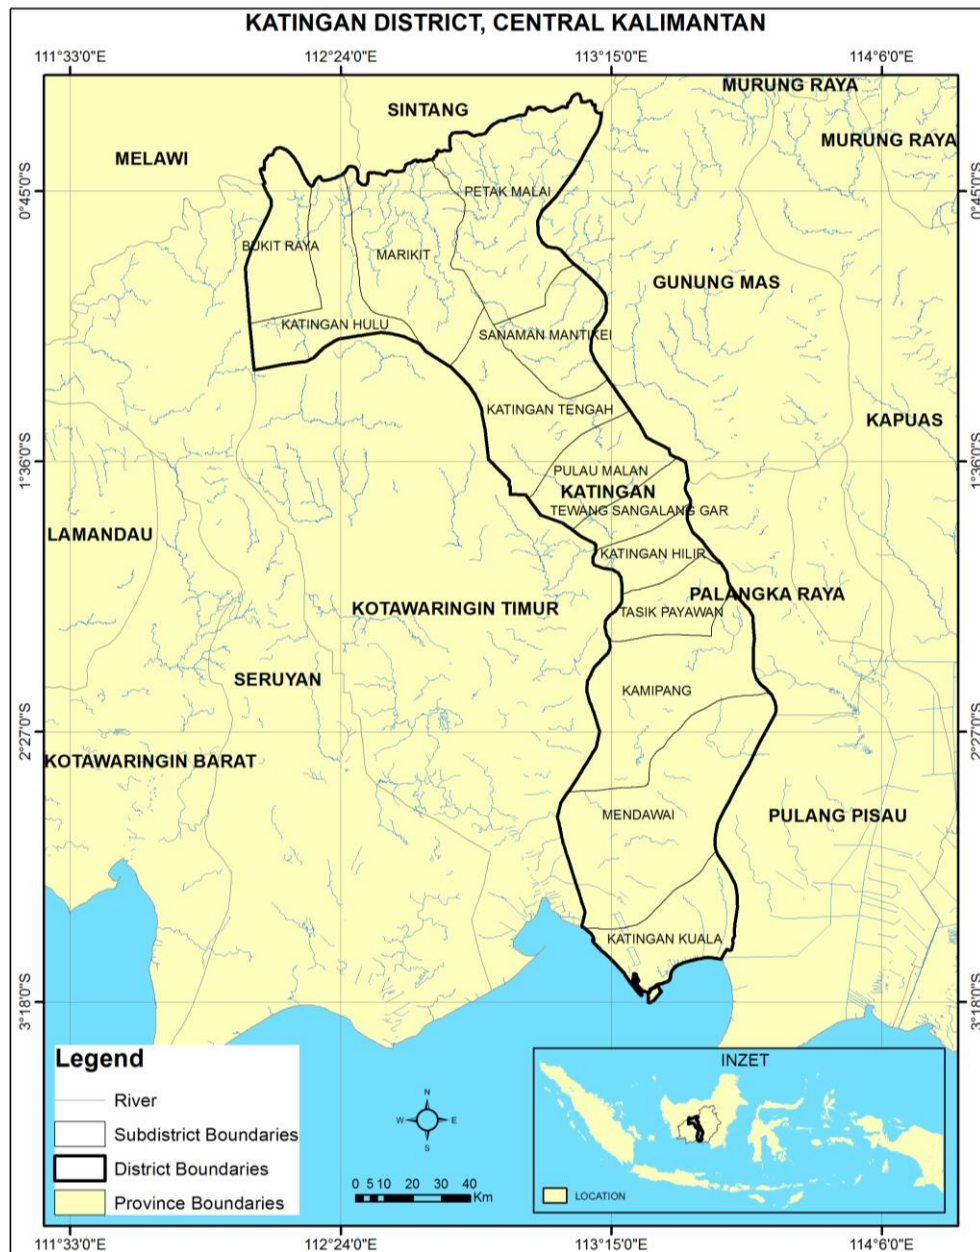 KATINGAN DISTRICT, CENTRAL KALIMANTAN
111°33'0"E
112°24'0"E
113°15'0"E
114°6'0"E
MURUNG RAYA
SINTANG
MURUNG RAYA
MELAWI
0°45'0"S
0°45'0"S
PETAK MALAI
BUKIT RAYA
MARIKIT
GUNUNG MAS
KATINGAN HULU
SANAMAN MANTIKEI
KATINGAN TENGAH
KAPUAS
1°36'0"S
1°36'0"S
PULAU MALAN
KATINGAN
TEWANG SANGALANG GAR
LAMANDAU
KATINGAN HILIR
PALANGKA RAYA
KOTAWARINGIN TIMUR
TASIK PAYAWAN
SERUYAN
KAMIPANG
2°27'0"S
2°27'0"S
KOTAWARINGIN BARAT
MENDAWAI
PULANG PISAU
KATINGAN KUALA
3°18'0"S
3°18'0"S
Legend
River
Subdistrict Boundaries
District Boundaries
Province Boundaries
N
W
E
S
0 5 10 20 30 40
Km
INZET
LOCATION
111°33'0"E
112°24'0"E
113°15'0"E
114°6'0"E